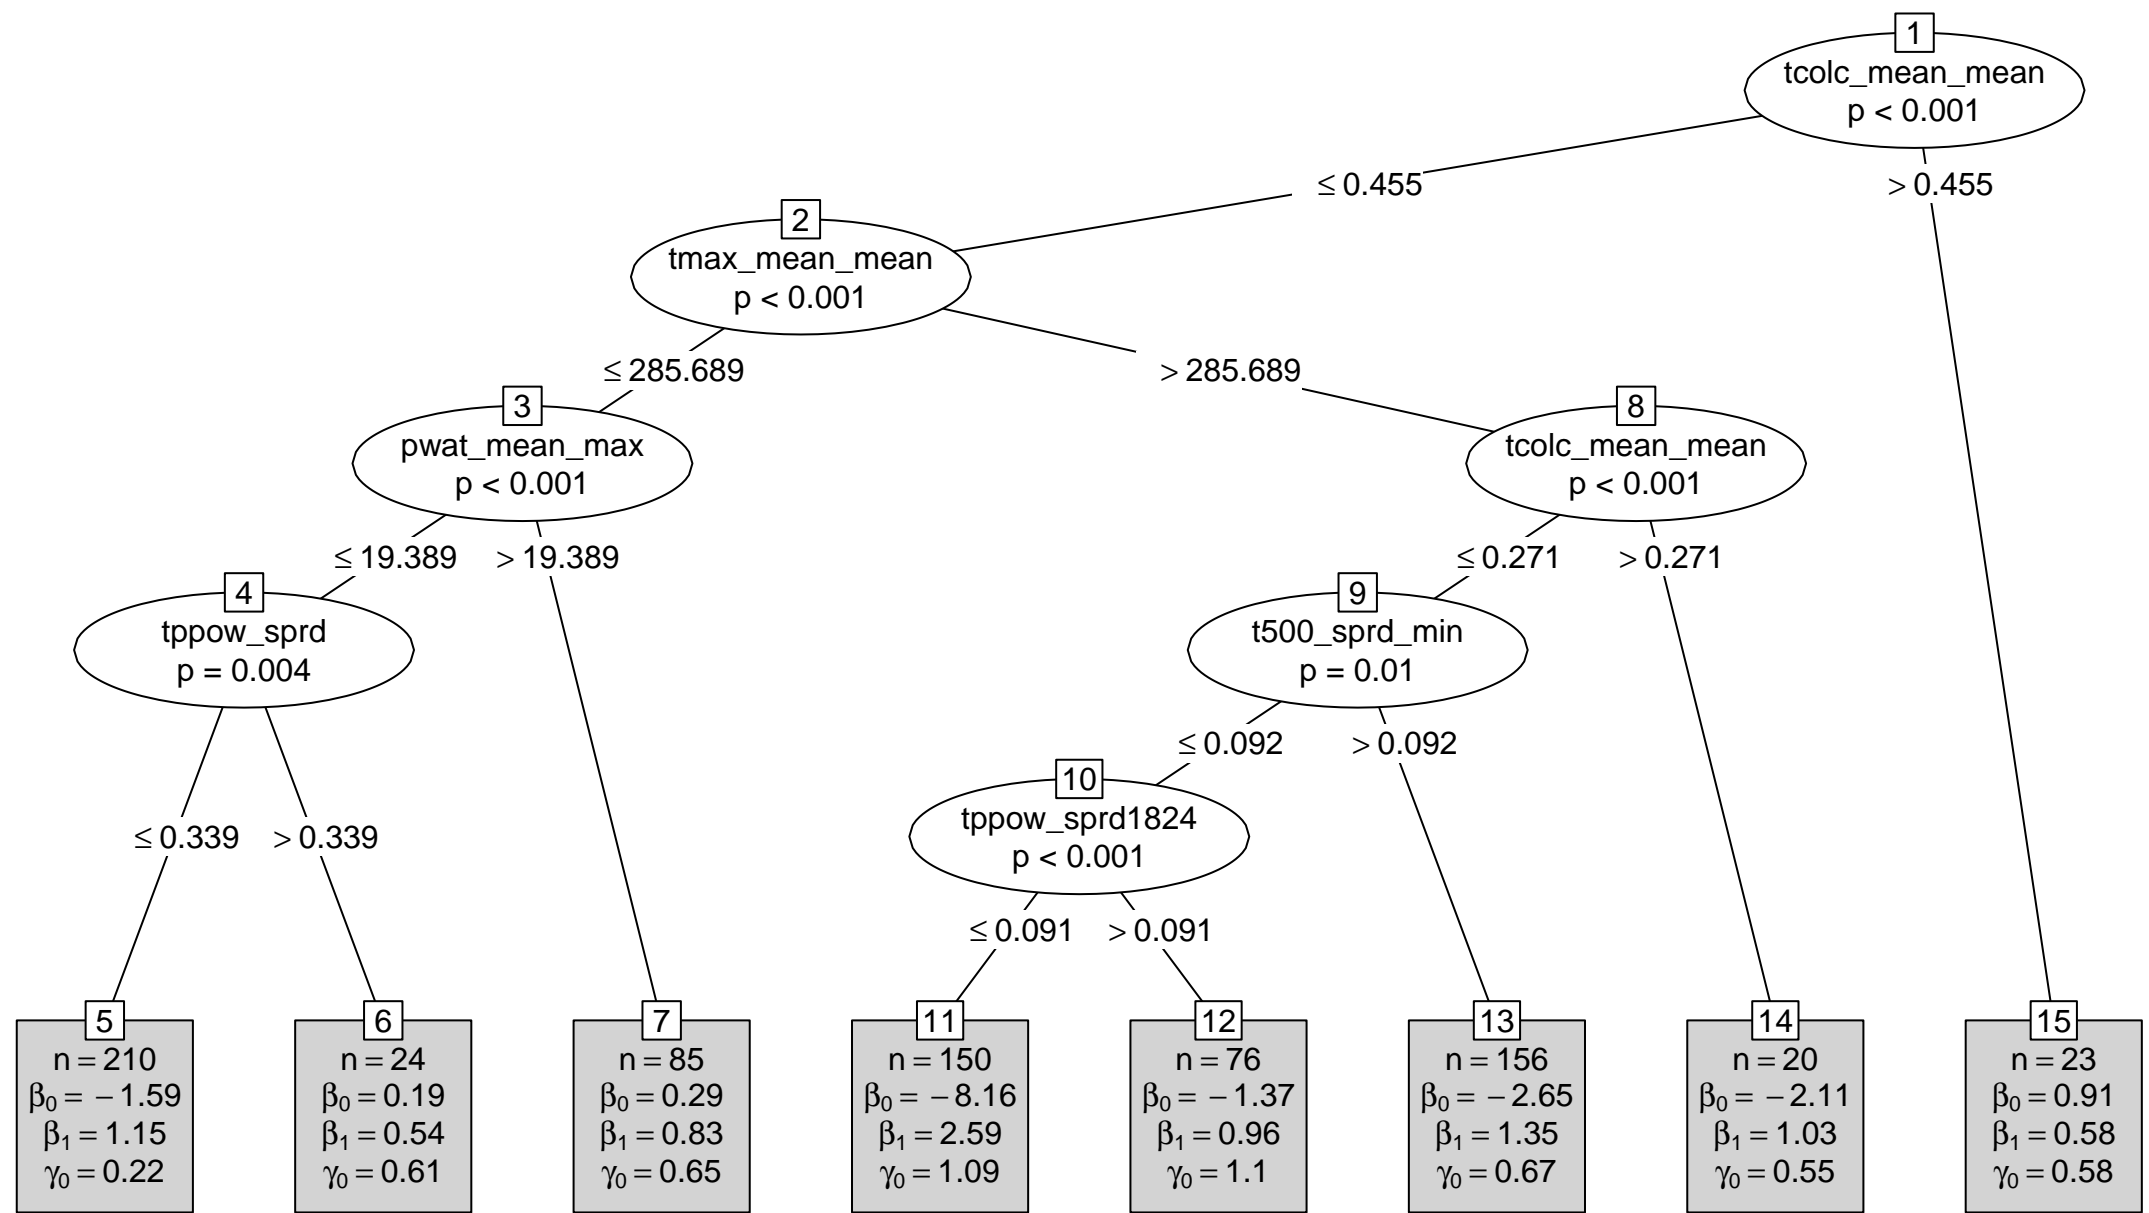 1
tcolc_mean_mean
p < 0.001
≤ 0.455
> 0.455
2
tmax_mean_mean
p < 0.001
≤ 285.689
> 285.689
3
pwat_mean_max
p < 0.001
8
tcolc_mean_mean
p < 0.001
≤ 19.389
> 19.389
≤ 0.271
> 0.271
4
tppow_sprd
p = 0.004
9
t500_sprd_min
p = 0.01
≤ 0.092
> 0.092
10
tppow_sprd1824
p < 0.001
≤ 0.339
> 0.339
≤ 0.091
> 0.091
5
n = 210
β₀ = −1.59
β₁ = 1.15
γ₀ = 0.22
6
n = 24
β₀ = 0.19
β₁ = 0.54
γ₀ = 0.61
7
n = 85
β₀ = 0.29
β₁ = 0.83
γ₀ = 0.65
11
n = 150
β₀ = −8.16
β₁ = 2.59
γ₀ = 1.09
12
n = 76
β₀ = −1.37
β₁ = 0.96
γ₀ = 1.1
13
n = 156
β₀ = −2.65
β₁ = 1.35
γ₀ = 0.67
14
n = 20
β₀ = −2.11
β₁ = 1.03
γ₀ = 0.55
15
n = 23
β₀ = 0.91
β₁ = 0.58
γ₀ = 0.58